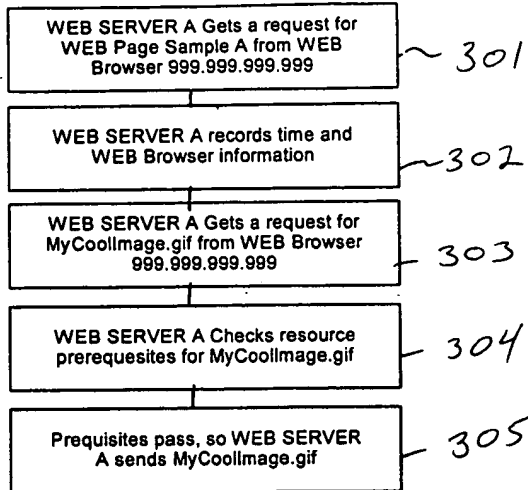 WEB SERVER A Gets a request for
WEB Page Sample A from WEB
Browser 999.999.999.999
301
WEB SERVER A records time and
WEB Browser information
302
WEB SERVER A Gets a request for
MyCoolImage.gif from WEB Browser
999.999.999.999
303
WEB SERVER A Checks resource
prerequesites for MyCoolImage.gif
304
Prequisites pass, so WEB SERVER
A sends MyCoolImage.gif
305